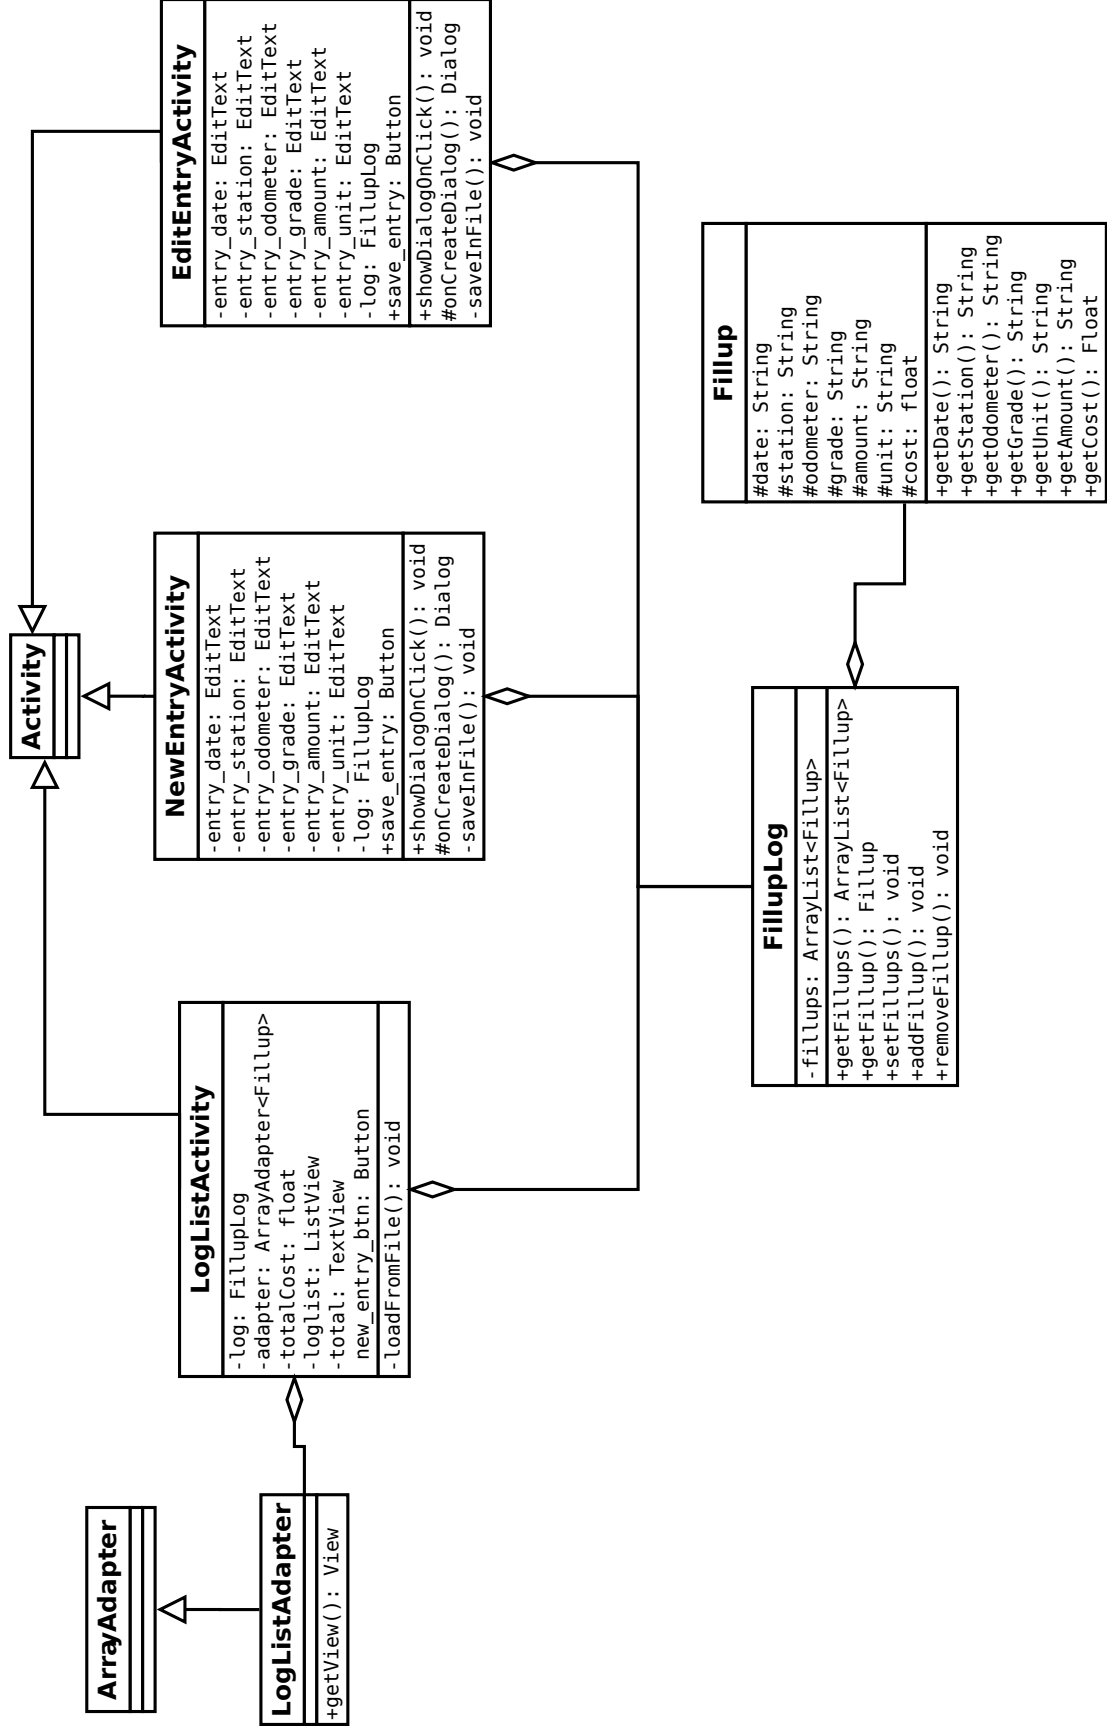 ArrayAdapter
LogListAdapter
+getView(): View
Activity
LogListActivity
-log: FillupLog
-adapter: ArrayAdapter<Fillup>
-totalCost: float
-loglist: ListView
-total: TextView
new_entry_btn: Button
-loadFromFile(): void
NewEntryActivity
-entry_date: EditText
-entry_station: EditText
-entry_odometer: EditText
-entry_grade: EditText
-entry_amount: EditText
-entry_unit: EditText
-log: FillupLog
+save_entry: Button
+showDialogOnClick(): void
#onCreateDialog(): Dialog
-saveInFile(): void
EditEntryActivity
-entry_date: EditText
-entry_station: EditText
-entry_odometer: EditText
-entry_grade: EditText
-entry_amount: EditText
-entry_unit: EditText
-log: FillupLog
+save_entry: Button
+showDialogOnClick(): void
#onCreateDialog(): Dialog
-saveInFile(): void
FillupLog
-fillups: ArrayList<Fillup>
+getFillups(): ArrayList<Fillup>
+getFillup(): Fillup
+setFillups(): void
+addFillup(): void
+removeFillup(): void
Fillup
#date: String
#station: String
#odometer: String
#grade: String
#amount: String
#unit: String
#cost: float
+getDate(): String
+getStation(): String
+getOdometer(): String
+getGrade(): String
+getUnit(): String
+getAmount(): String
+getCost(): Float